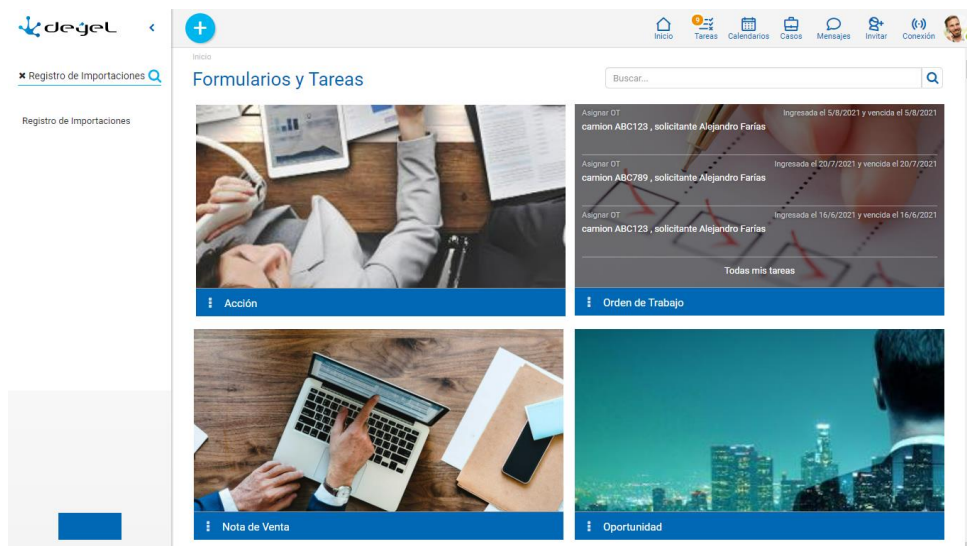 deyel
Inicio
9
Tareas
Calendarios
Casos
Mensajes
Invitar
Conexión
✖ Registro de Importaciones
Registro de Importaciones
Inicio
Formularios y Tareas
Buscar...
Acción
Asignar OT Ingresada el 5/8/2021 y vencida el 5/8/2021
camion ABC123 , solicitante Alejandro Farías
Asignar OT Ingresada el 20/7/2021 y vencida el 20/7/2021
camion ABC789 , solicitante Alejandro Farías
Asignar OT Ingresada el 16/6/2021 y vencida el 16/6/2021
camion ABC123 , solicitante Alejandro Farías
Todas mis tareas
Orden de Trabajo
Nota de Venta
Oportunidad